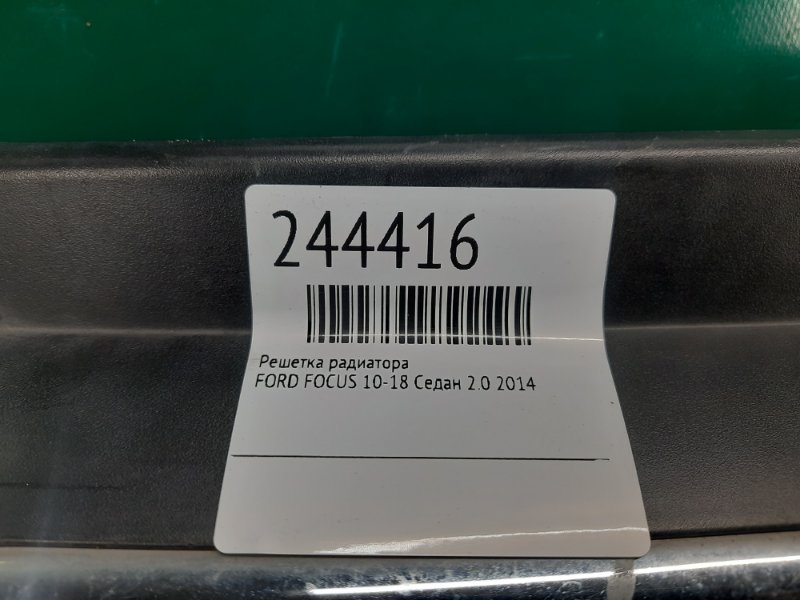 244416
Решетка радиатора
FORD FOCUS 10-18 Седан 2.0 2014